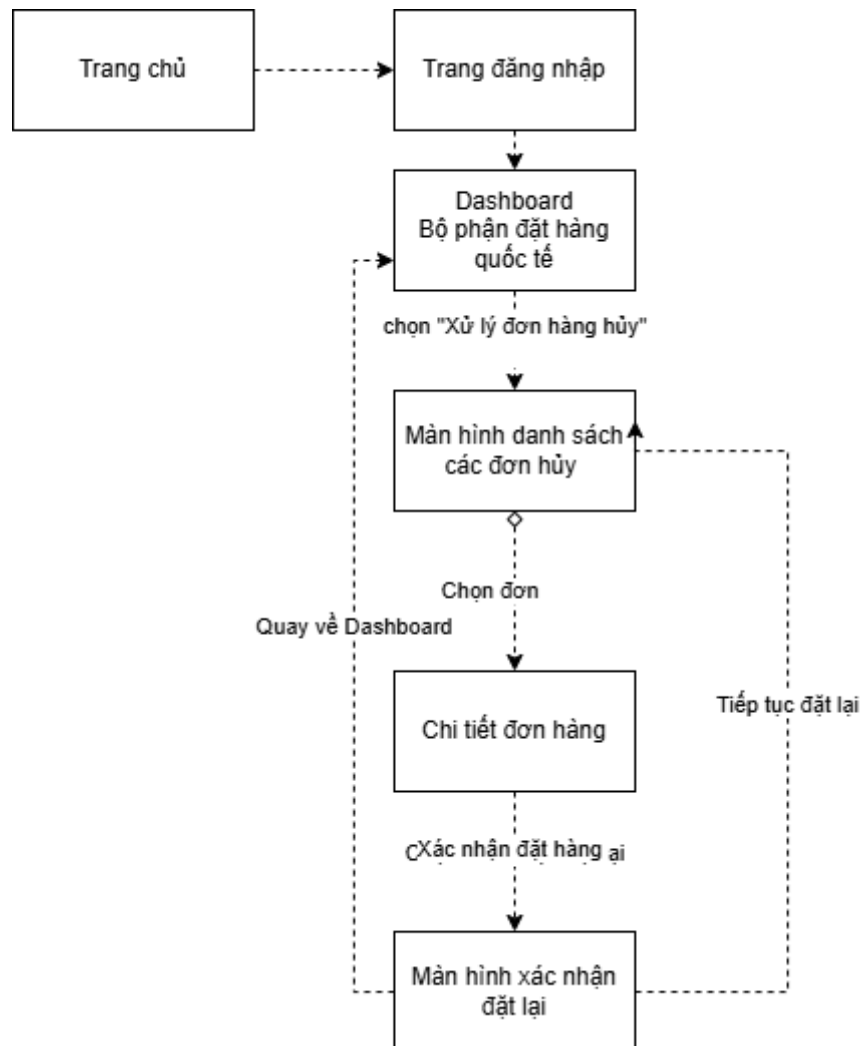 Trang chủ
Trang đăng nhập
Dashboard
Bộ phận đặt hàng
quốc tế
chọn "Xử lý đơn hàng hủy"
Màn hình danh sách
các đơn hủy
Chọn đơn
Quay về Dashboard
Tiếp tục đặt lại
Chi tiết đơn hàng
Xác nhận đặt hàng
Màn hình xác nhận
đặt lại